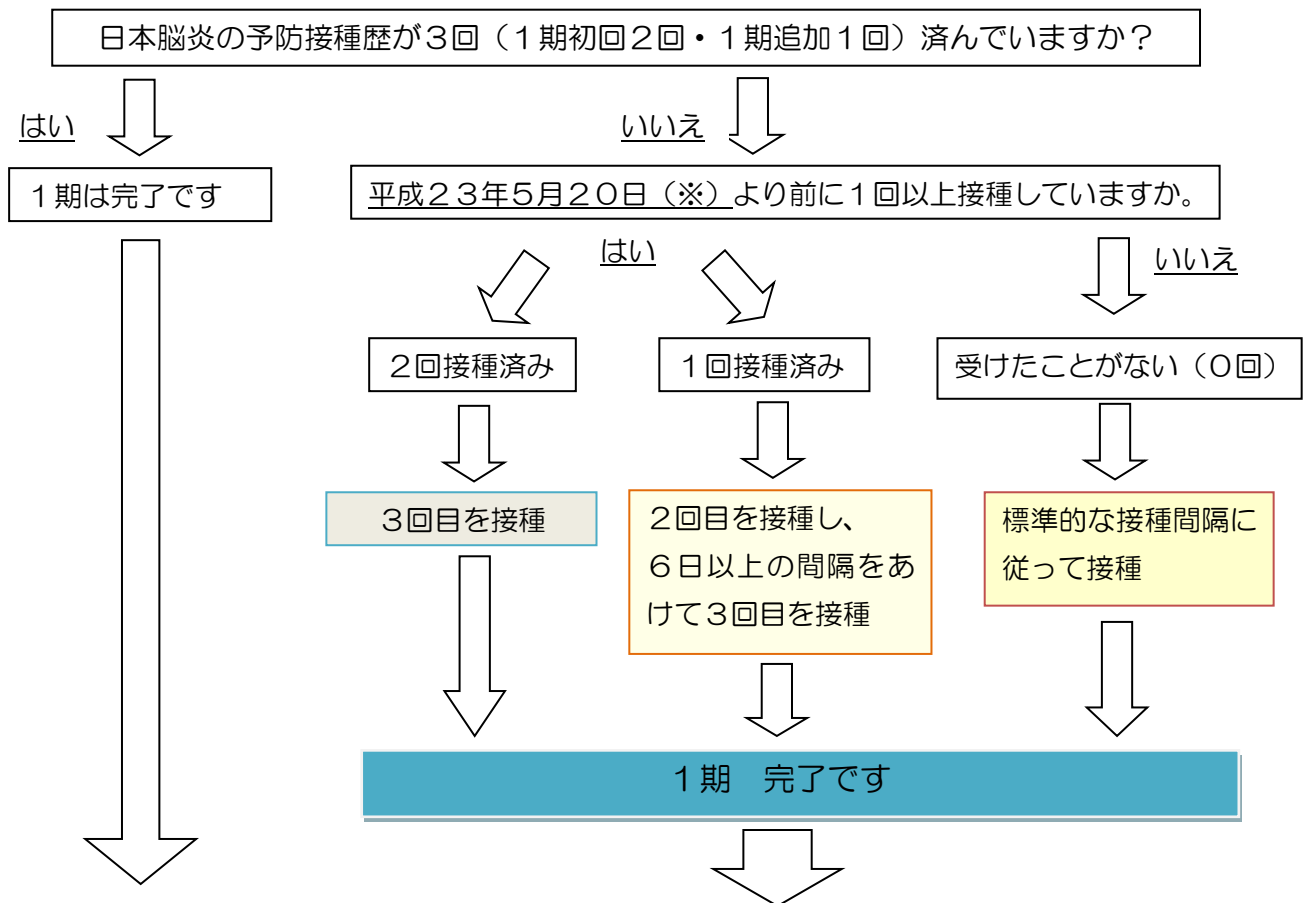 日本脳炎の予防接種歴が３回（１期初回２回・１期追加１回）済んでいますか？
はい
いいえ
１期は完了です
平成２３年５月２０日（※）より前に１回以上接種していますか。
はい
いいえ
２回接種済み
１回接種済み
受けたことがない（０回）
３回目を接種
２回目を接種し、
６日以上の間隔をあ
けて３回目を接種
標準的な接種間隔に
従って接種
１期　完了です